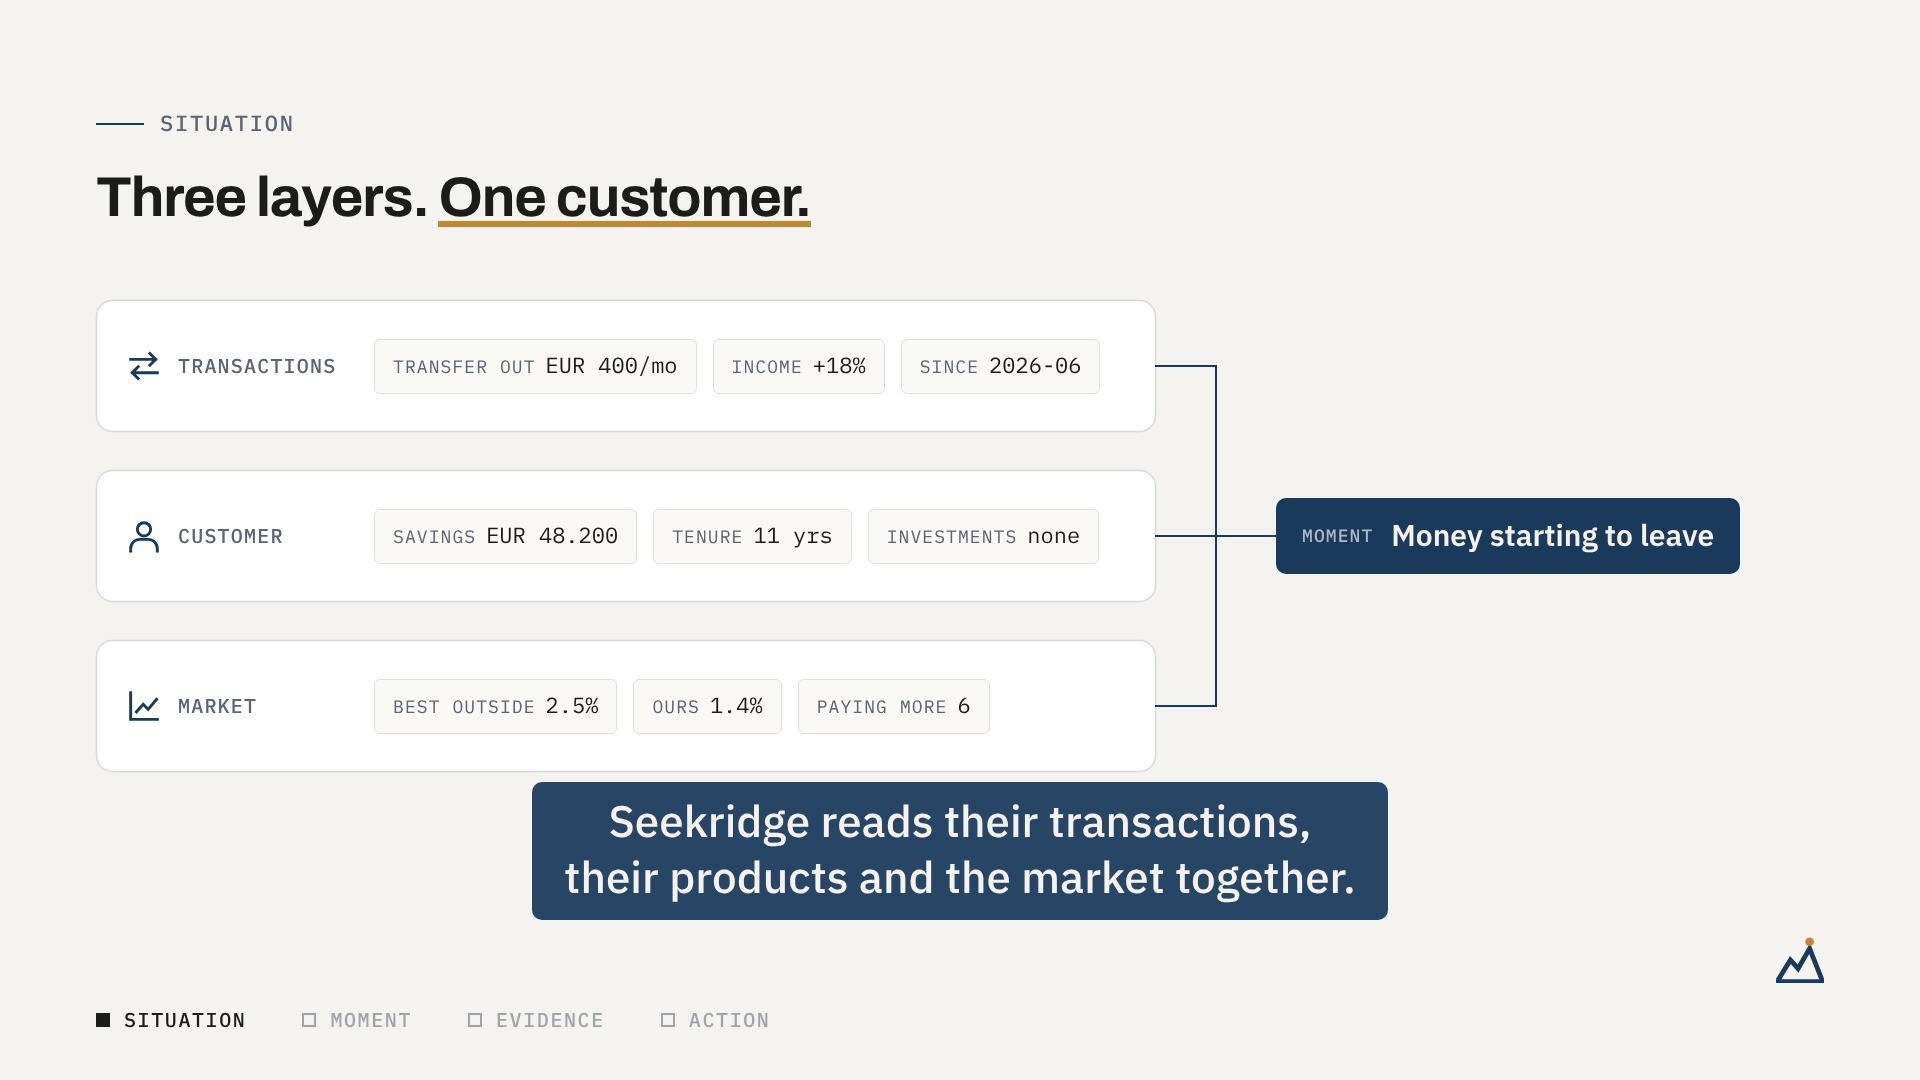 SITUATION
Three layers. One customer.
TRANSACTIONS TRANSFER OUT EUR 400/mo INCOME +18% SINCE 2026-06
CUSTOMER SAVINGS EUR 48.200 TENURE 11 yrs INVESTMENTS none
MOMENT Money starting to leave
MARKET BEST OUTSIDE 2.5% OURS 1.4% PAYING MORE 6
Seekridge reads their transactions,
their products and the market together.
SITUATION MOMENT EVIDENCE ACTION